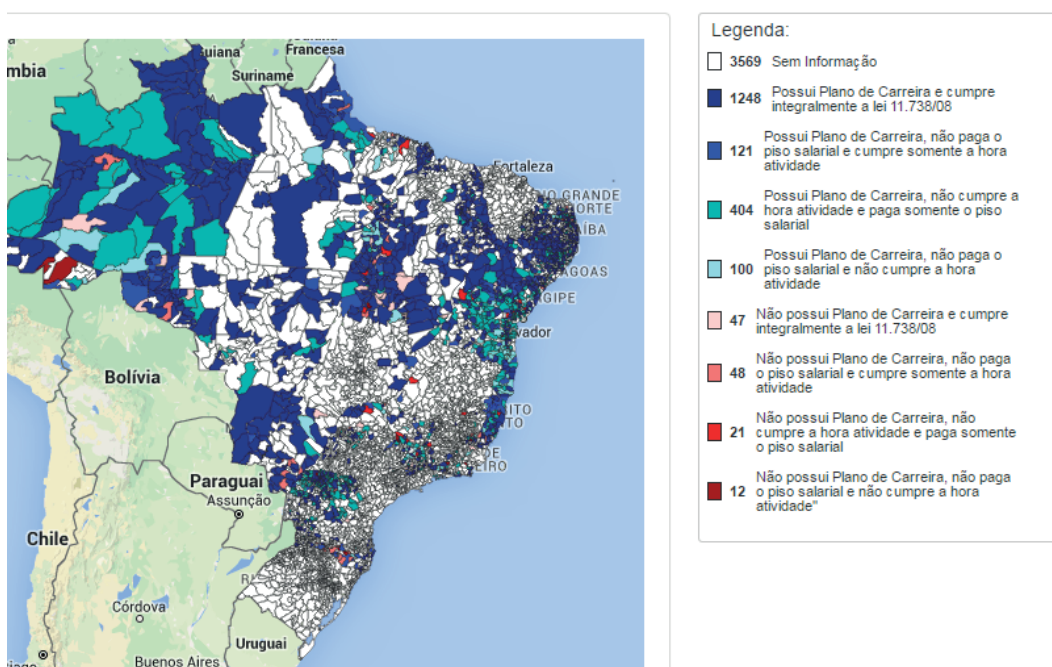 Francesa
Suriname
Fortaleza
Bolívia
Paraguai
Assunção
Chile
Córdova
Uruguai
Buenos Aires
Legenda:
3569 Sem Informação
1248 Possui Plano de Carreira e cumpre
integralmente a lei 11.738/08
121 Possui Plano de Carreira, não paga o
piso salarial e cumpre somente a hora
atividade
404 Possui Plano de Carreira, não cumpre a
hora atividade e paga somente o piso
salarial
100 Possui Plano de Carreira, não paga o
piso salarial e não cumpre a hora
atividade
47 Não possui Plano de Carreira e cumpre
integralmente a lei 11.738/08
48 Não possui Plano de Carreira, não paga
o piso salarial e cumpre somente a hora
atividade
21 Não possui Plano de Carreira, não
cumpre a hora atividade e paga somente
o piso salarial
12 Não possui Plano de Carreira, não paga
o piso salarial e não cumpre a hora
atividade"